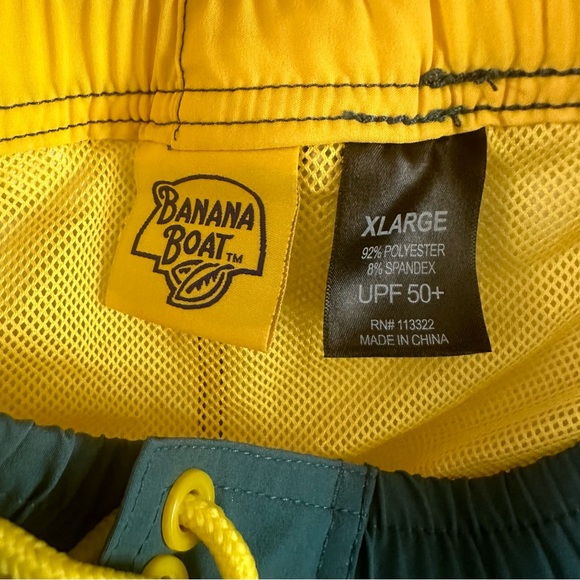 BANANA
BOAT TM
XLARGE
92% POLYESTER
8% SPANDEX
UPF 50+
RN# 113322
MADE IN CHINA